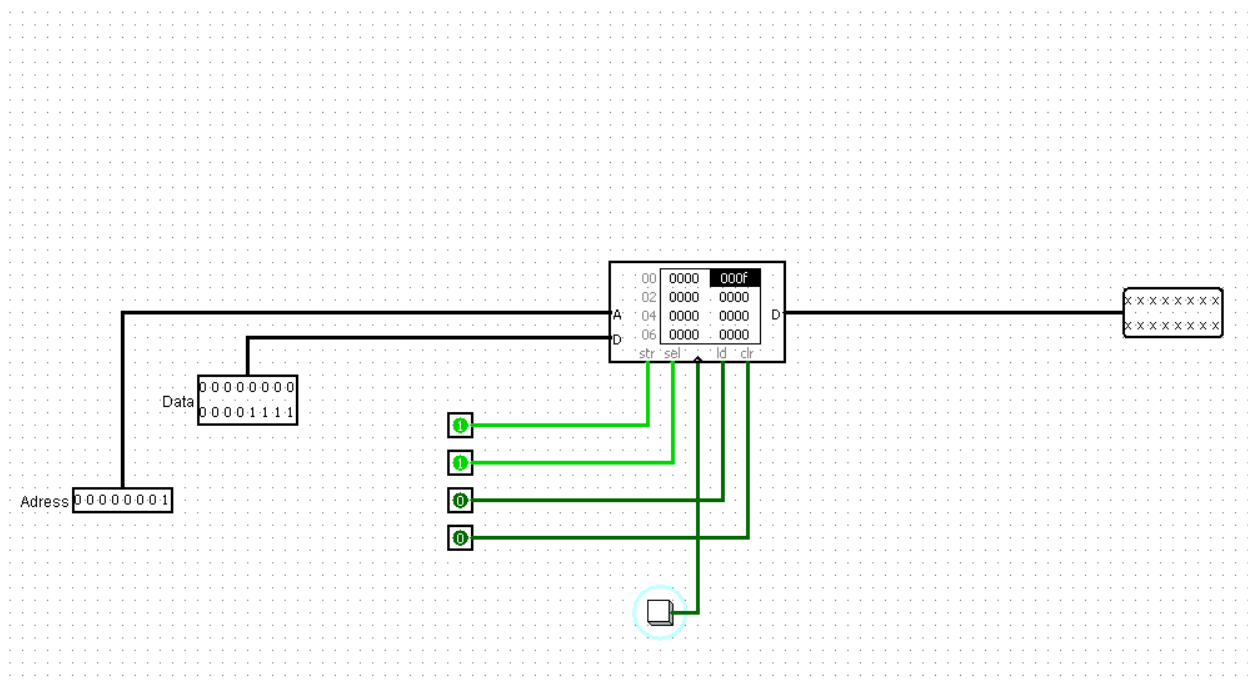 00 0000 000f
02 0000 0000
A 04 0000 0000 D
D 06 0000 0000
str sel ld clr
x x x x x x x x
x x x x x x x x
0 0 0 0 0 0 0 0
Data
0 0 0 0 1 1 1 1
1
1
Adress 0 0 0 0 0 0 0 1
0
0